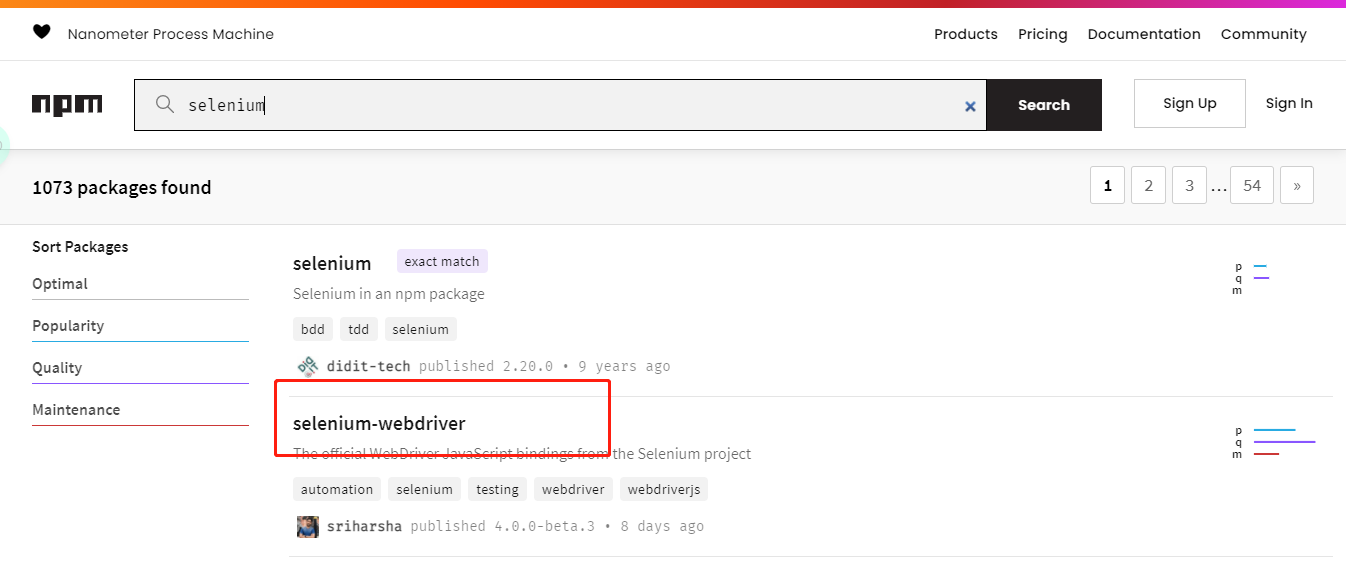 Nanometer Process Machine
Products Pricing Documentation Community
npm
selenium
×
Search
Sign Up
Sign In
1073 packages found
1 2 3 ... 54 »
Sort Packages
Optimal
Popularity
Quality
Maintenance
selenium exact match
Selenium in an npm package
bdd tdd selenium
didit-tech published 2.20.0 • 9 years ago
p
q
m
selenium-webdriver
The official WebDriver JavaScript bindings from the Selenium project
automation selenium testing webdriver webdriverjs
sriharsha published 4.0.0-beta.3 • 8 days ago
p
q
m